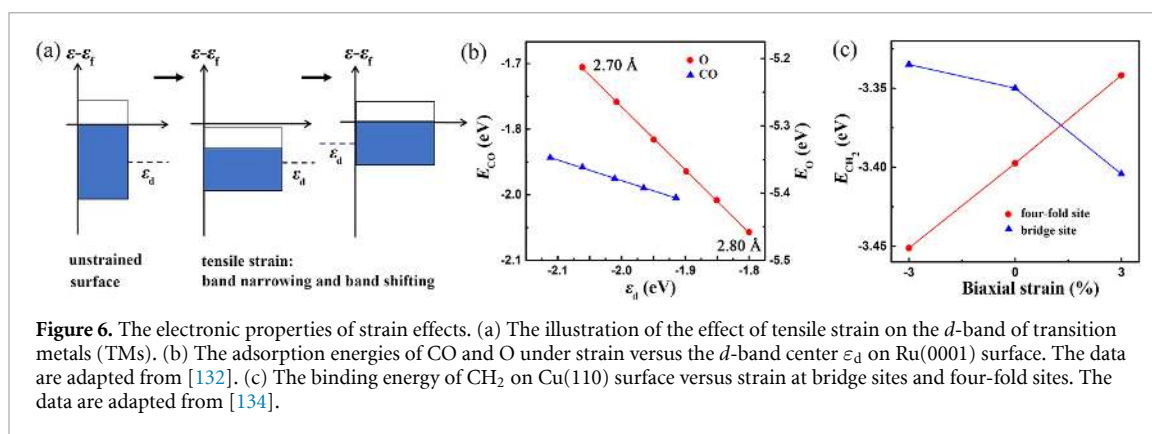 (a)
ε-εf
ε-εf
ε-εf
εd
εd
εd
unstrained
surface
tensile strain:
band narrowing and band shifting
(b)
O
CO
2.70 Å
2.80 Å
-1.7
-1.8
-1.9
-2.0
-2.1
ECO (eV)
-5.2
-5.3
-5.4
-5.5
EO (eV)
-2.1
-2.0
-1.9
-1.8
εd (eV)
(c)
-3.35
-3.40
-3.45
ECH2 (eV)
four-fold site
bridge site
-3
0
3
Biaxial strain (%)
Figure 6. The electronic properties of strain effects. (a) The illustration of the effect of tensile strain on the d-band of transition
metals (TMs). (b) The adsorption energies of CO and O under strain versus the d-band center εd on Ru(0001) surface. The data
are adapted from [132]. (c) The binding energy of CH2 on Cu(110) surface versus strain at bridge sites and four-fold sites. The
data are adapted from [134].